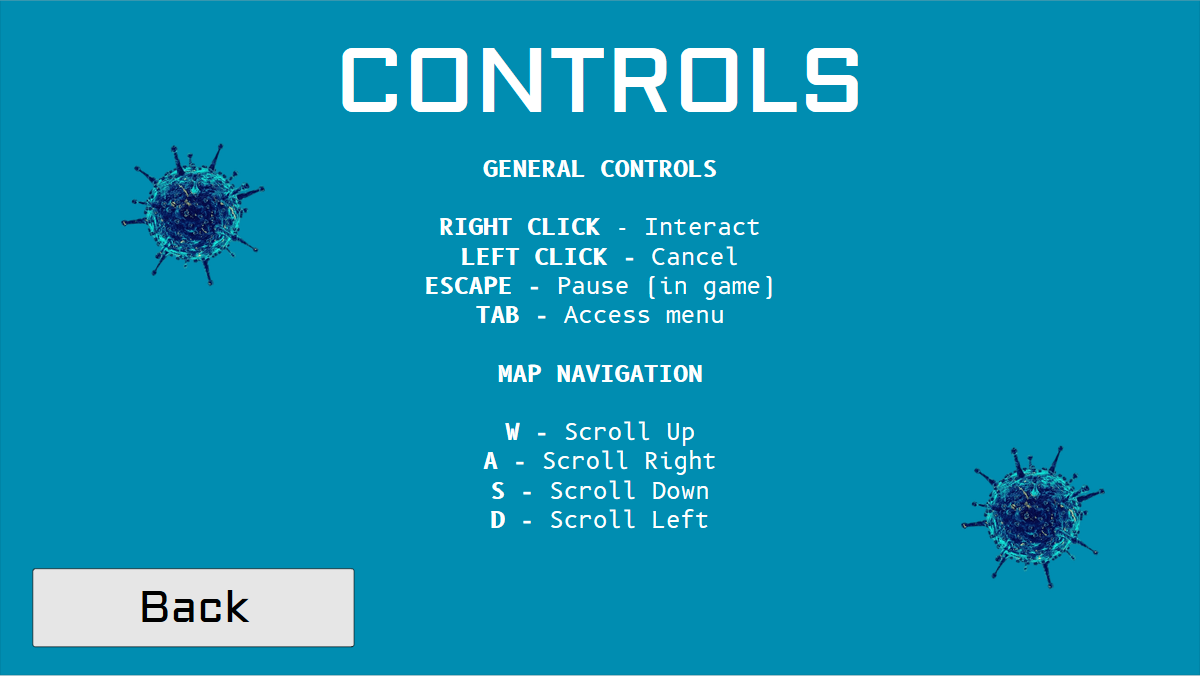 CONTROLS
GENERAL CONTROLS
RIGHT CLICK - Interact
LEFT CLICK - Cancel
ESCAPE - Pause (in game)
TAB - Access menu
MAP NAVIGATION
W - Scroll Up
A - Scroll Right
S - Scroll Down
D - Scroll Left
Back